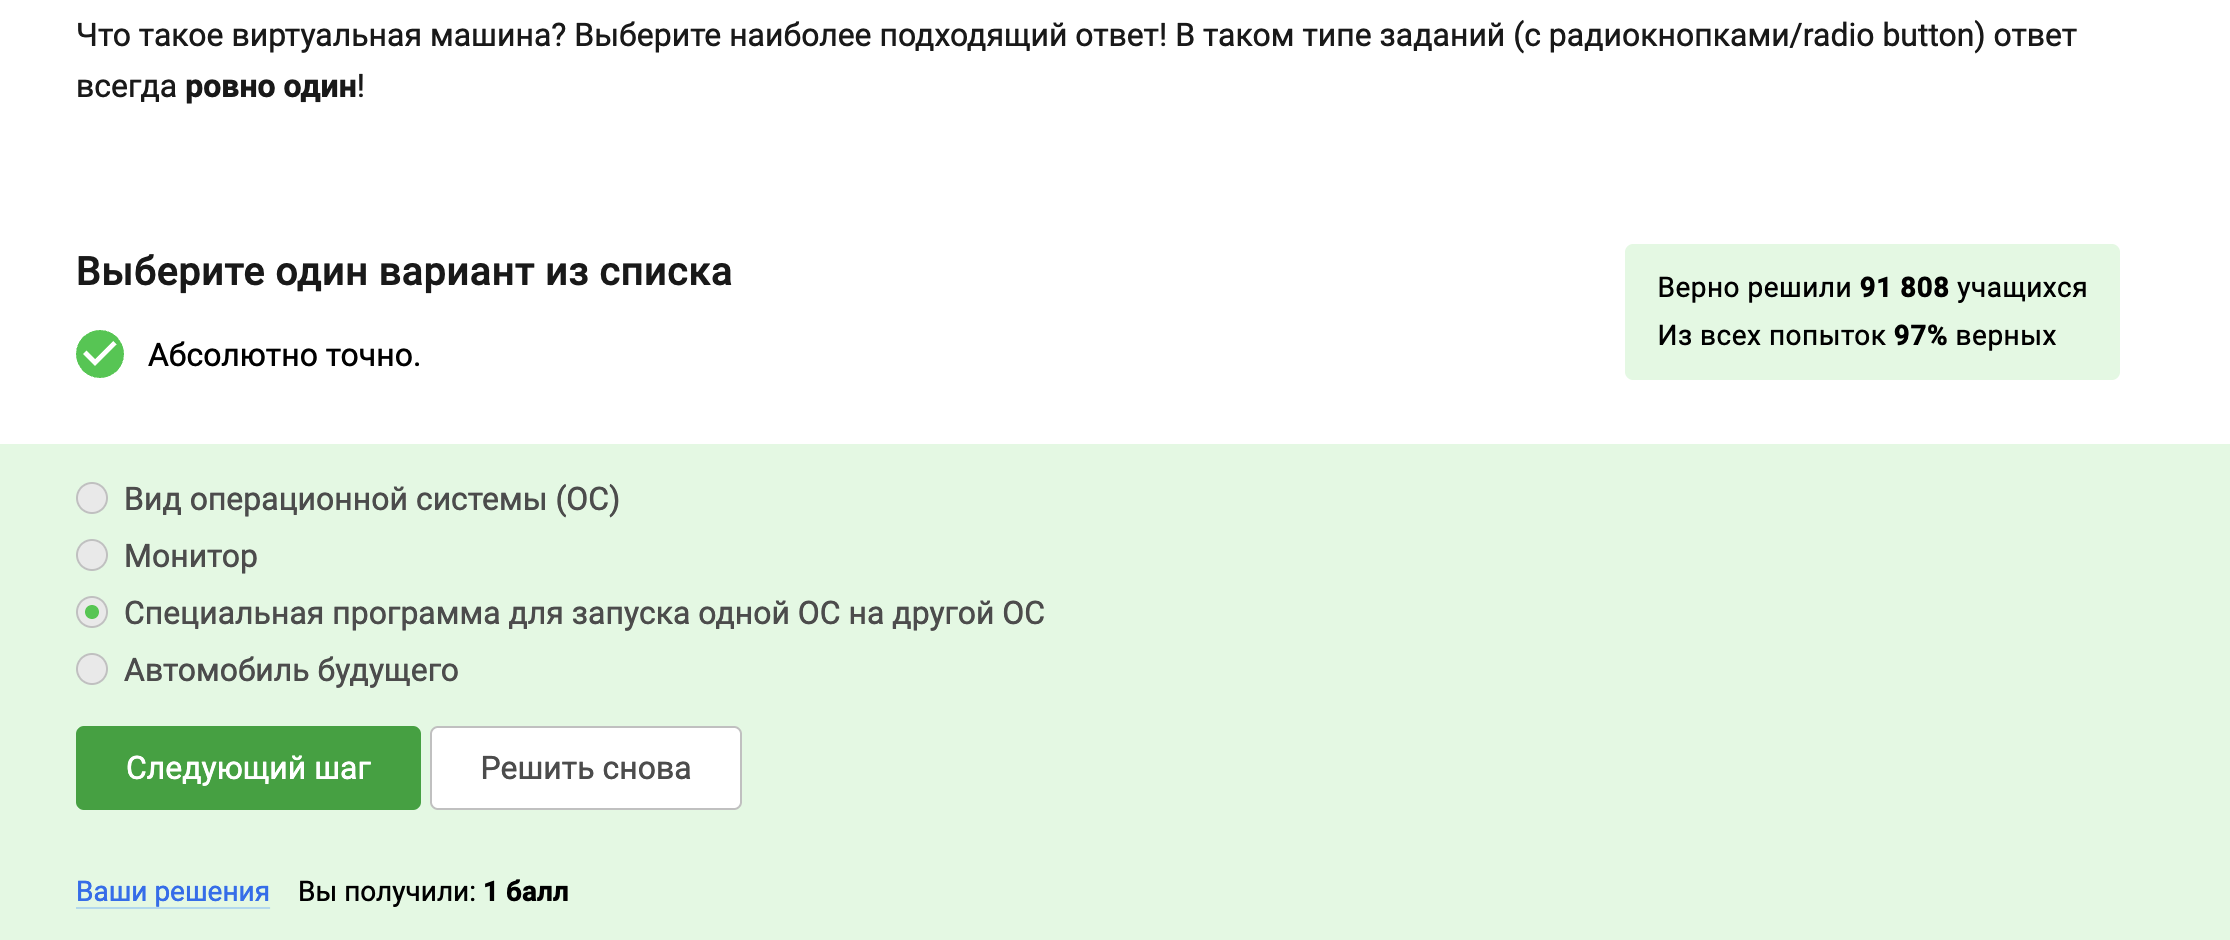 Что такое виртуальная машина? Выберите наиболее подходящий ответ! В таком типе заданий (с радиокнопками/radio button) ответ
всегда ровно один!
Выберите один вариант из списка
Абсолютно точно.
Верно решили 91 808 учащихся
Из всех попыток 97% верных
Вид операционной системы (ОС)
Монитор
Специальная программа для запуска одной ОС на другой ОС
Автомобиль будущего
Следующий шаг
Решить снова
Ваши решения Вы получили: 1 балл